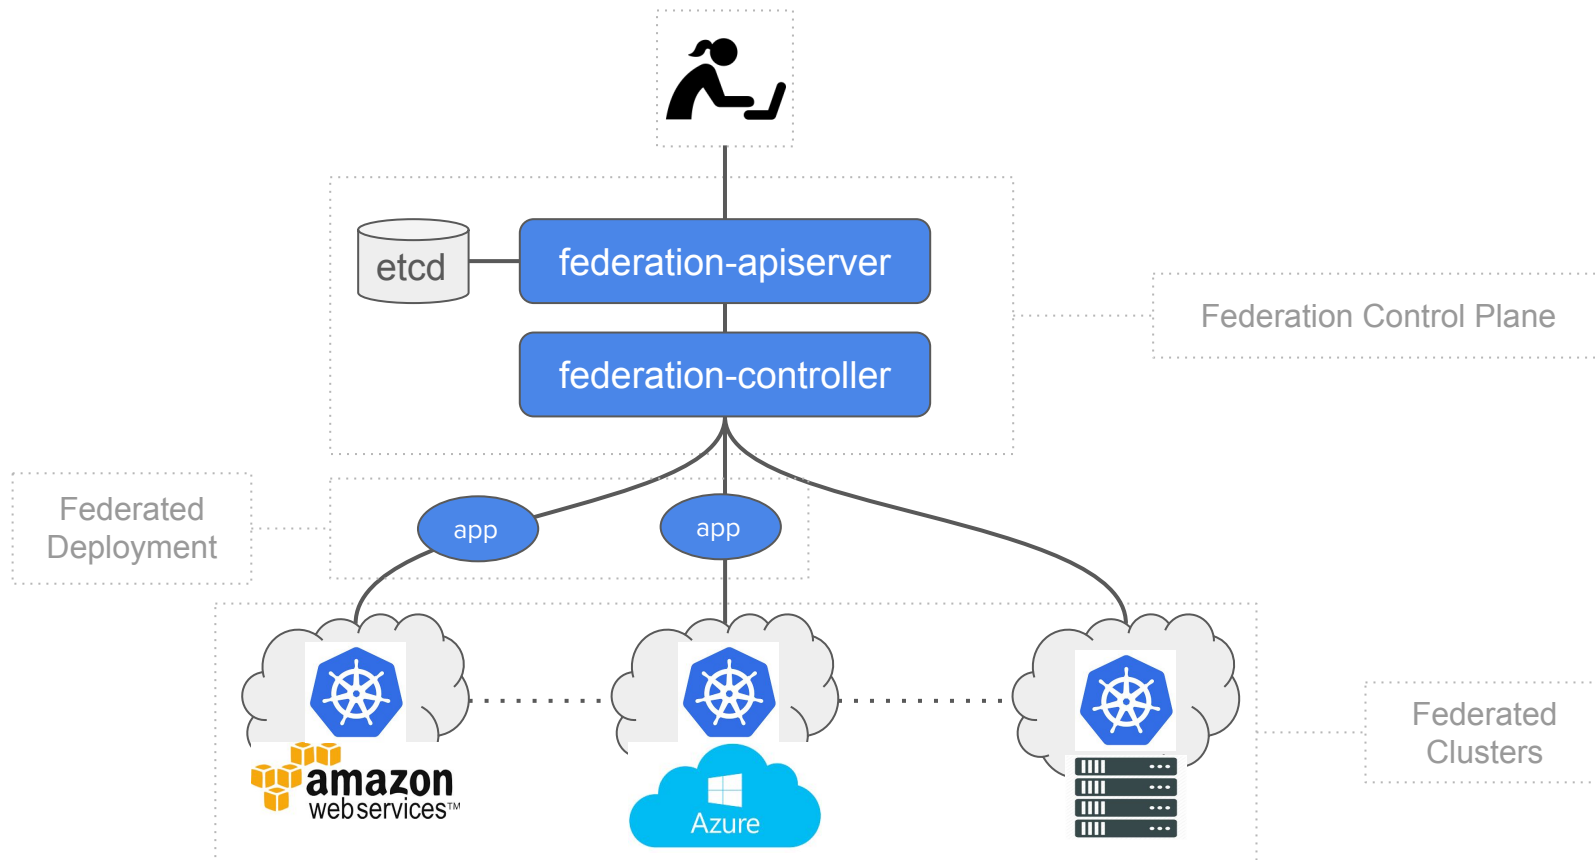 etcd
federation-apiserver
federation-controller
Federation Control Plane
Federated
Deployment
app
app
Federated
Clusters
amazon
webservices™
Azure